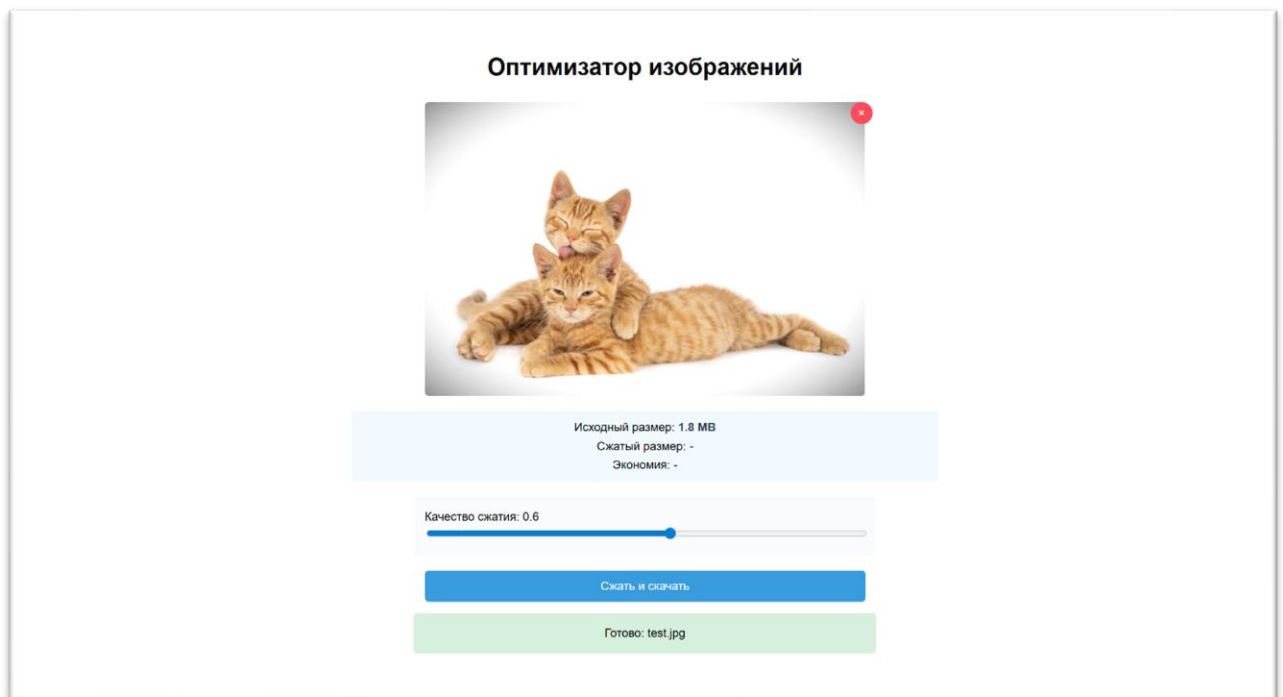 Оптимизатор изображений
×
Исходный размер: 1.8 MB
Сжатый размер: -
Экономия: -
Качество сжатия: 0.6
Сжать и скачать
Готово: test.jpg